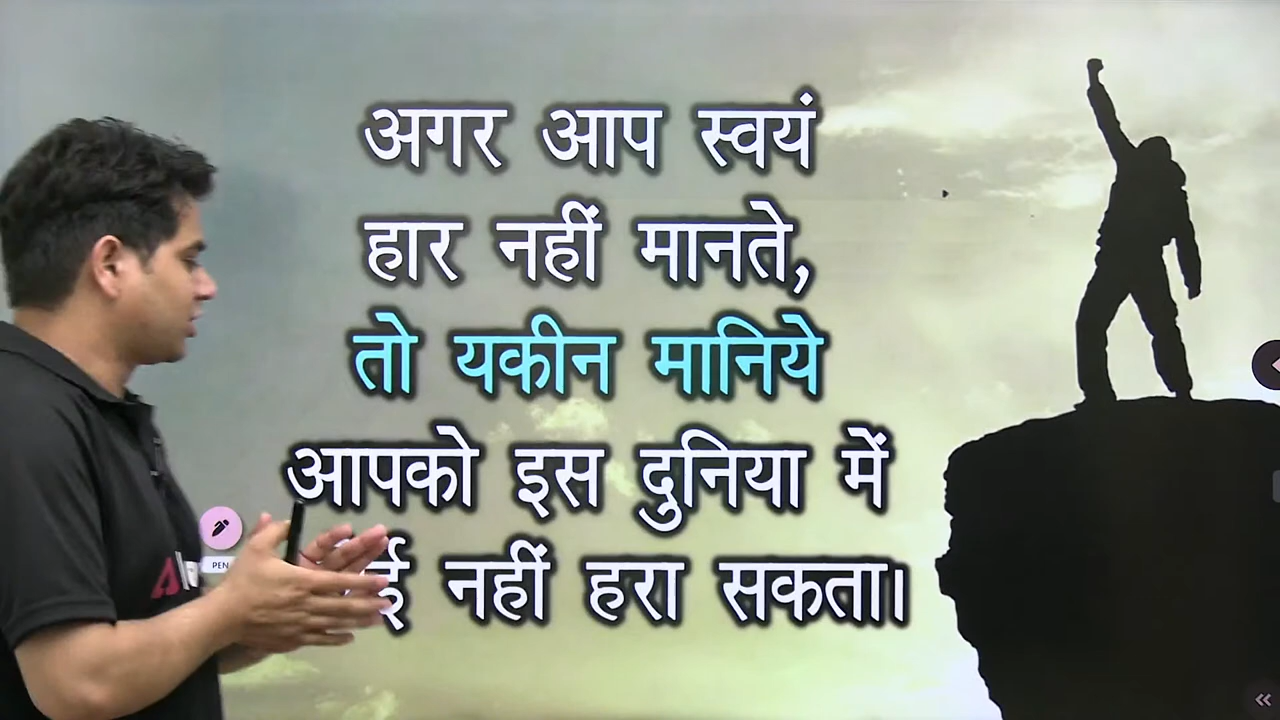 अगर आप स्वयं
हार नहीं मानते,
तो यकीन मानिये
आपको इस दुनिया में
नहीं हरा सकता।
PEN